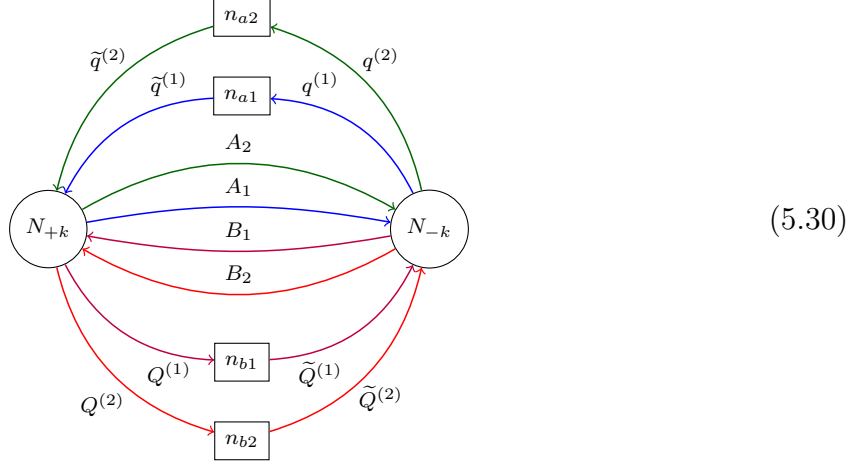 n_{a2}
\widetilde{q}^{(2)} q^{(2)}
\widetilde{q}^{(1)} n_{a1} q^{(1)}
A_2
A_1
N_{+k} B_1 N_{-k} (5.30)
B_2
n_{b1}
Q^{(1)} \widetilde{Q}^{(1)}
Q^{(2)} \widetilde{Q}^{(2)}
n_{b2}